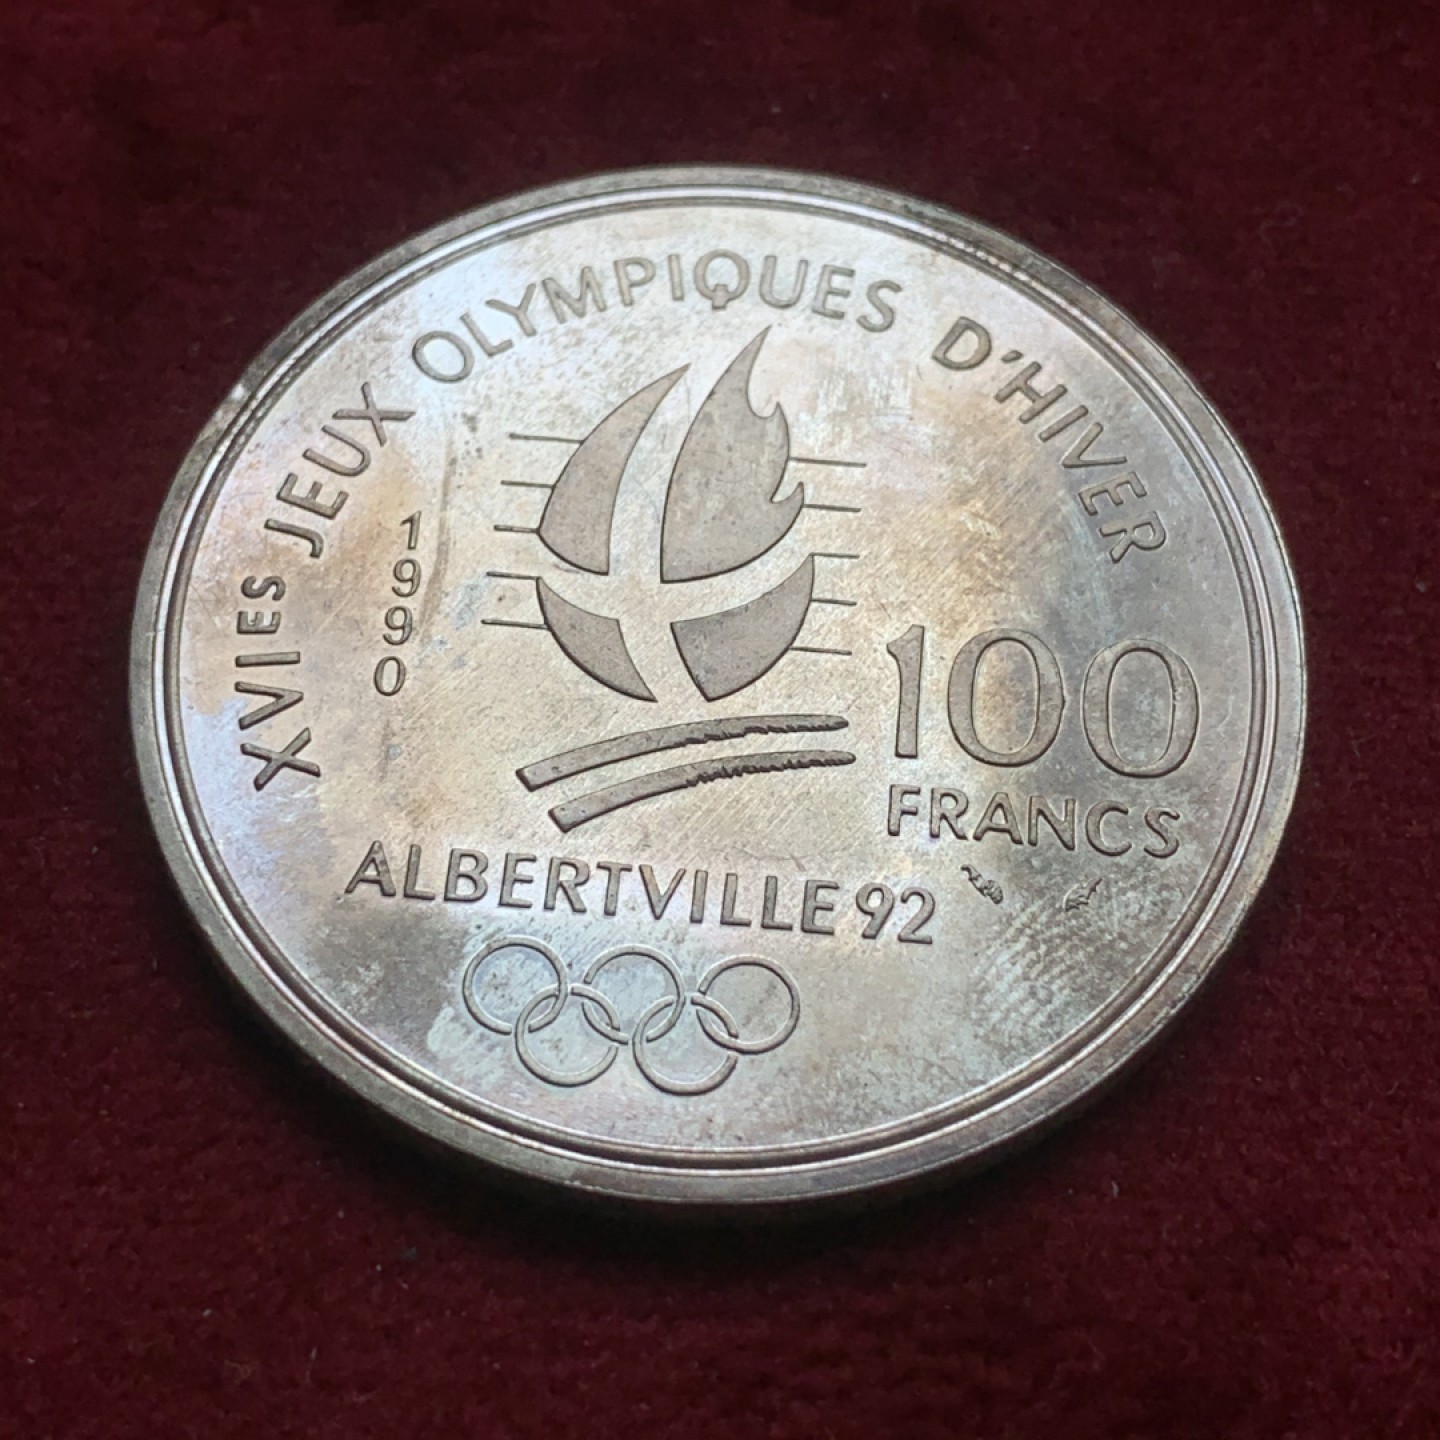 XVIES JEUX OLYMPIQUES D'HIVER
1990
100
FRANCS
ALBERTVILLE 92